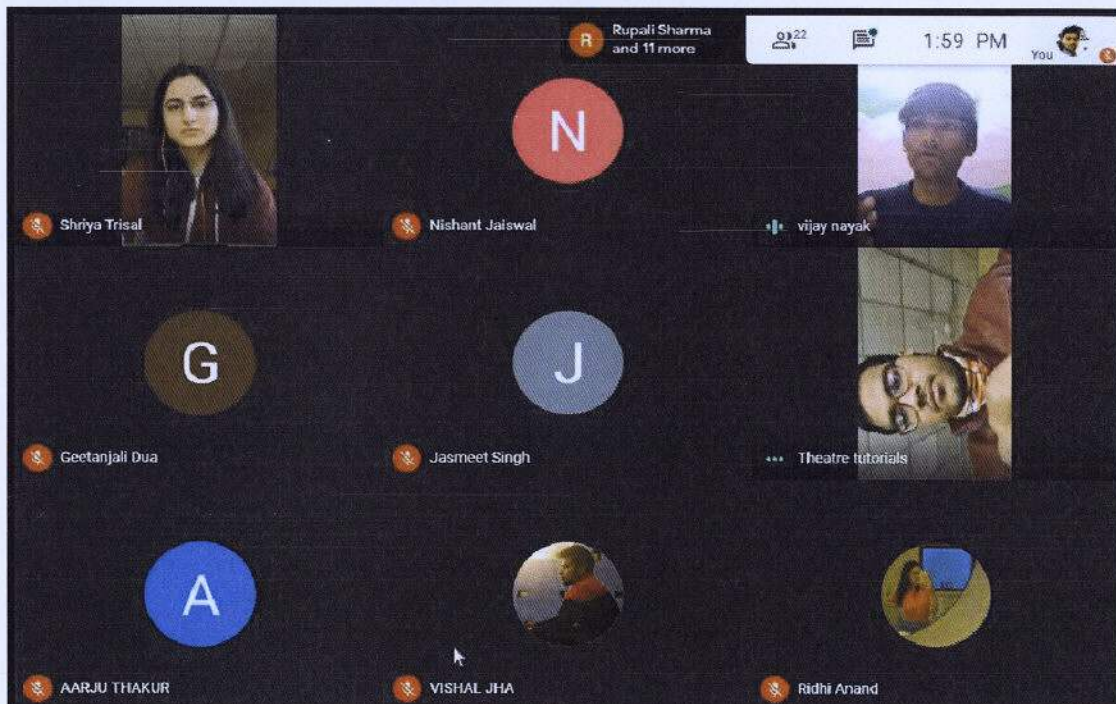 R
Rupali Sharma
and 11 more
22
1:59 PM
You
Shriya Trisal
N
Nishant Jaiswal
vijay nayak
G
Geetanjali Dua
J
Jasmeet Singh
Theatre tutorials
A
AARJU THAKUR
VISHAL JHA
Ridhi Anand